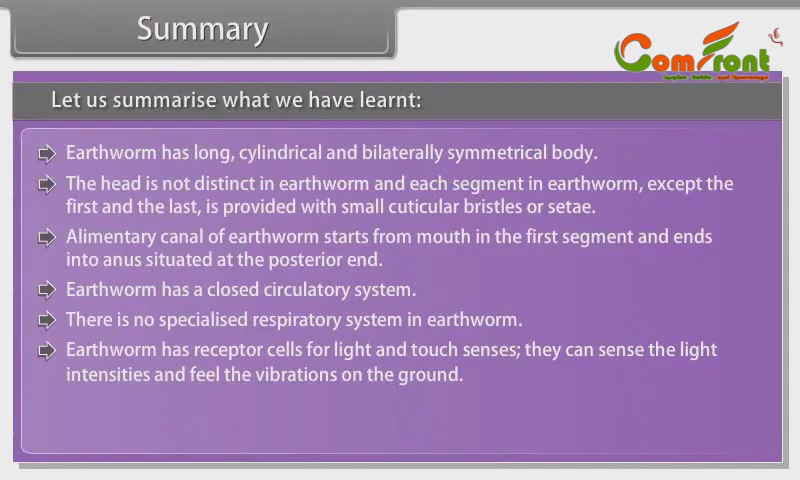 Summary
ComFront
Let us summarise what we have learnt:
Earthworm has long, cylindrical and bilaterally symmetrical body.
The head is not distinct in earthworm and each segment in earthworm, except the
first and the last, is provided with small cuticular bristles or setae.
Alimentary canal of earthworm starts from mouth in the first segment and ends
into anus situated at the posterior end.
Earthworm has a closed circulatory system.
There is no specialised respiratory system in earthworm.
Earthworm has receptor cells for light and touch senses; they can sense the light
intensities and feel the vibrations on the ground.